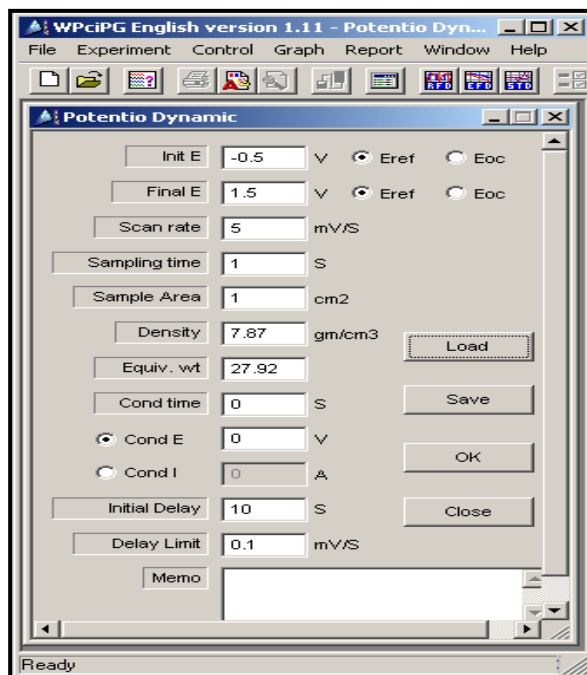 WPciPG English version 1.11 - Potentio Dyn...
File Experiment Control Graph Report Window Help
RFD EFD STD
Potentio Dynamic
Init E -0.5 V Eref Eoc
Final E 1.5 V Eref Eoc
Scan rate 5 mV/S
Sampling time 1 S
Sample Area 1 cm2
Density 7.87 gm/cm3
Load
Equiv. wt 27.92
Cond time 0 S
Save
Cond E 0 V
OK
Cond I 0 A
Initial Delay 10 S
Close
Delay Limit 0.1 mV/S
Memo
Ready